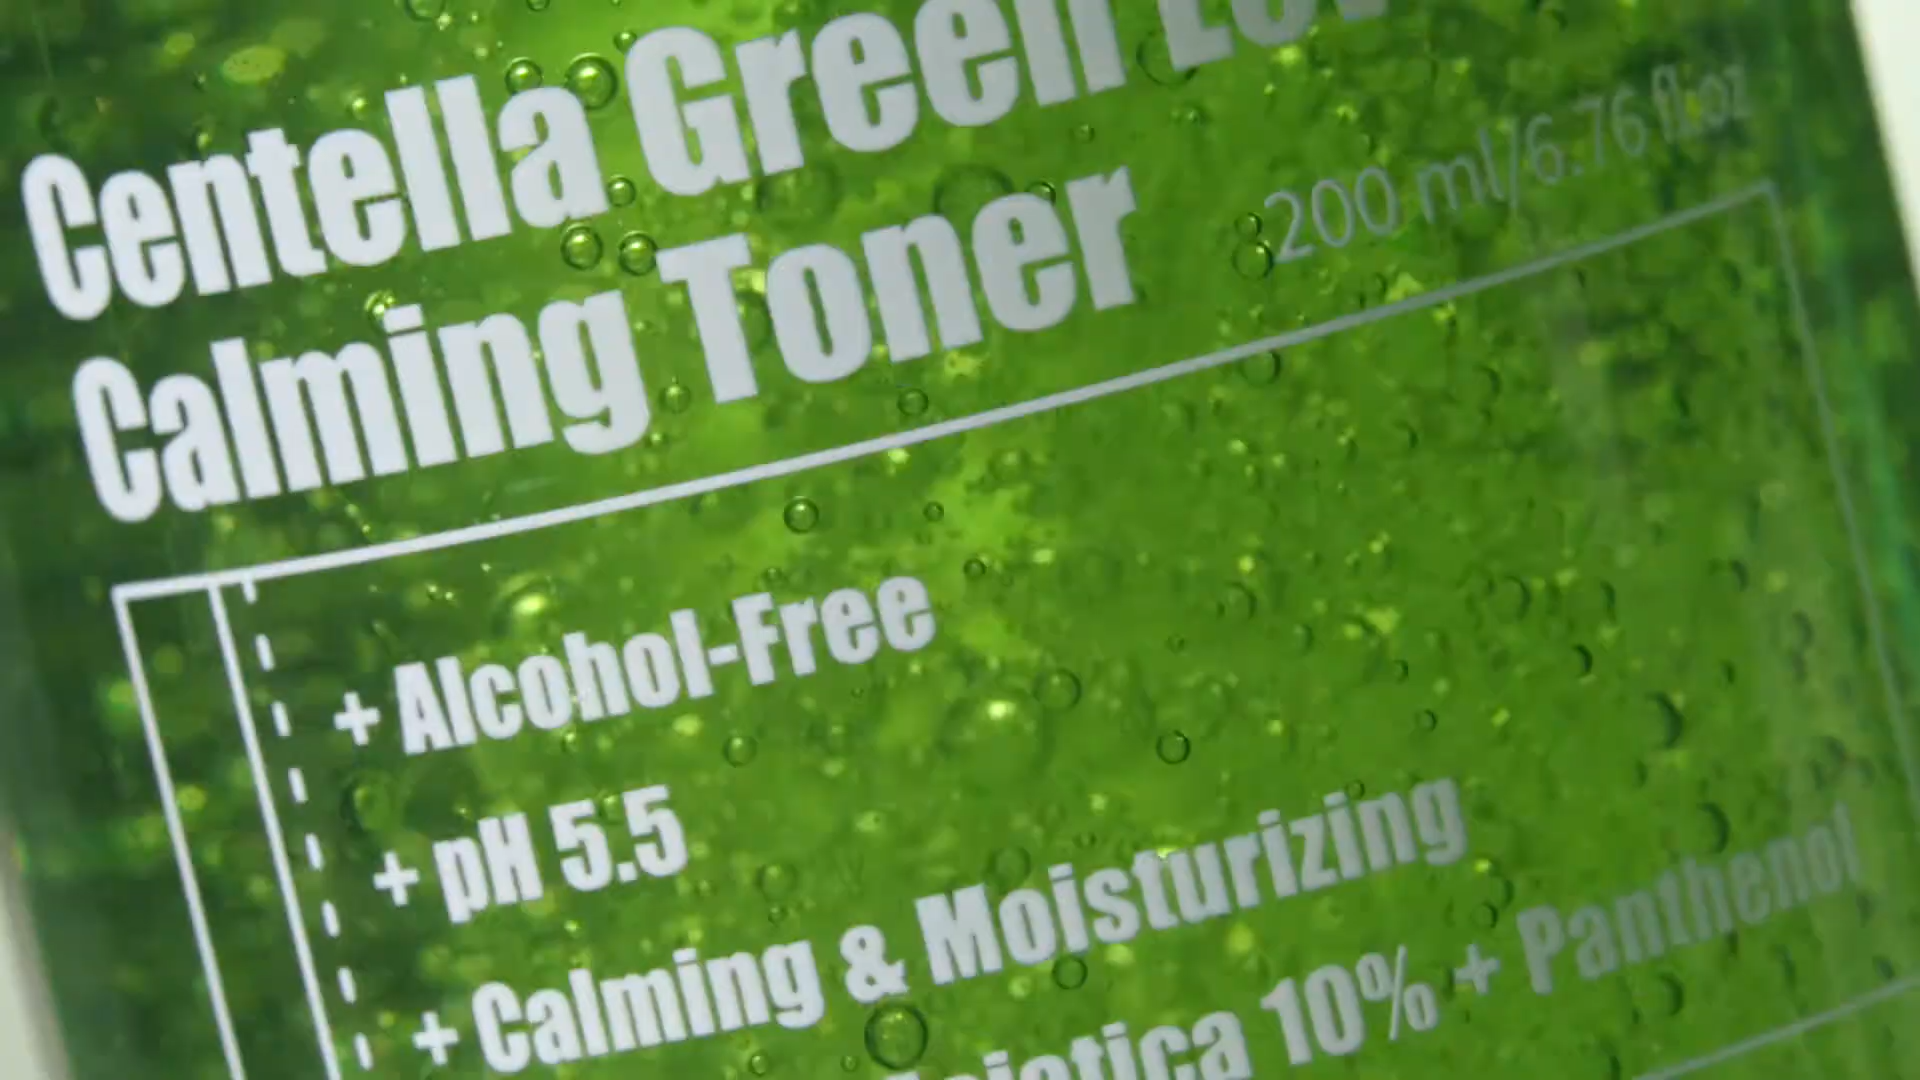 Centella Green
Calming Toner
200 ml/6.76 fl.oz
+ Alcohol-Free
+ pH 5.5
+ Calming & Moisturizing
10% + Panthenol